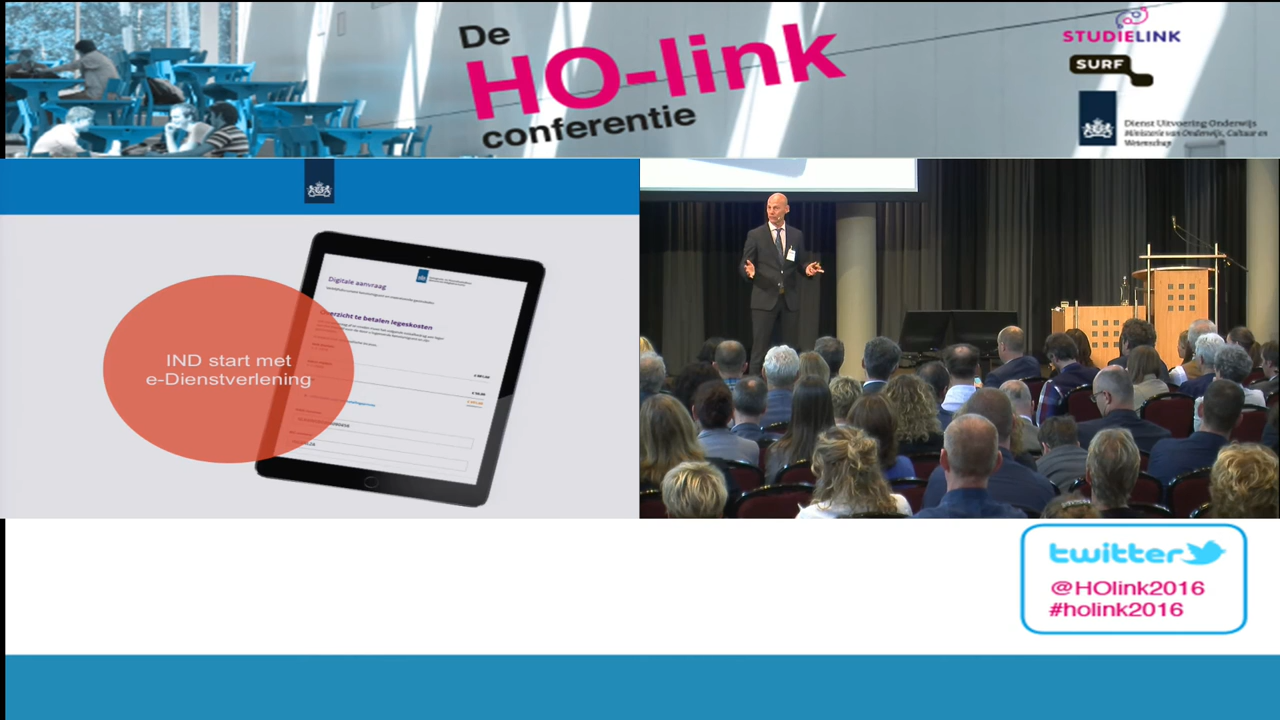 De
HO-link
conferentie
STUDIELINK
SURF
Dienst Uitvoering Onderwijs
Ministerie van Onderwijs, Cultuur en
Wetenschap
Digitale aanvraag
Overzicht te betalen legeskosten
IND start met
e-Dienstverlening
twitter
@HOlink2016
#holink2016